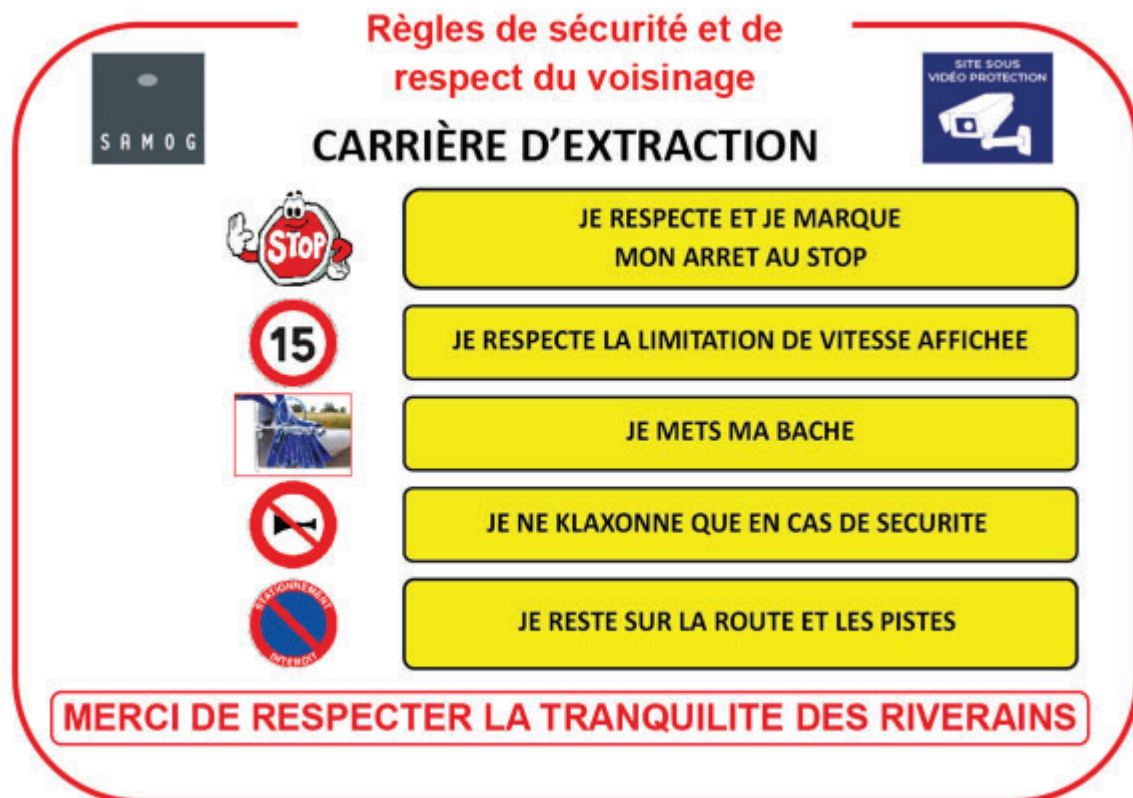 Règles de sécurité et de
respect du voisinage
SAMOG
SITE SOUS
VIDÉO PROTECTION
CARRIÈRE D'EXTRACTION
STOP
JE RESPECTE ET JE MARQUE
MON ARRET AU STOP
15
JE RESPECTE LA LIMITATION DE VITESSE AFFICHEE
JE METS MA BACHE
JE NE KLAXONNE QUE EN CAS DE SECURITE
STATIONNEMENT
INTERDIT
JE RESTE SUR LA ROUTE ET LES PISTES
MERCI DE RESPECTER LA TRANQUILITE DES RIVERAINS